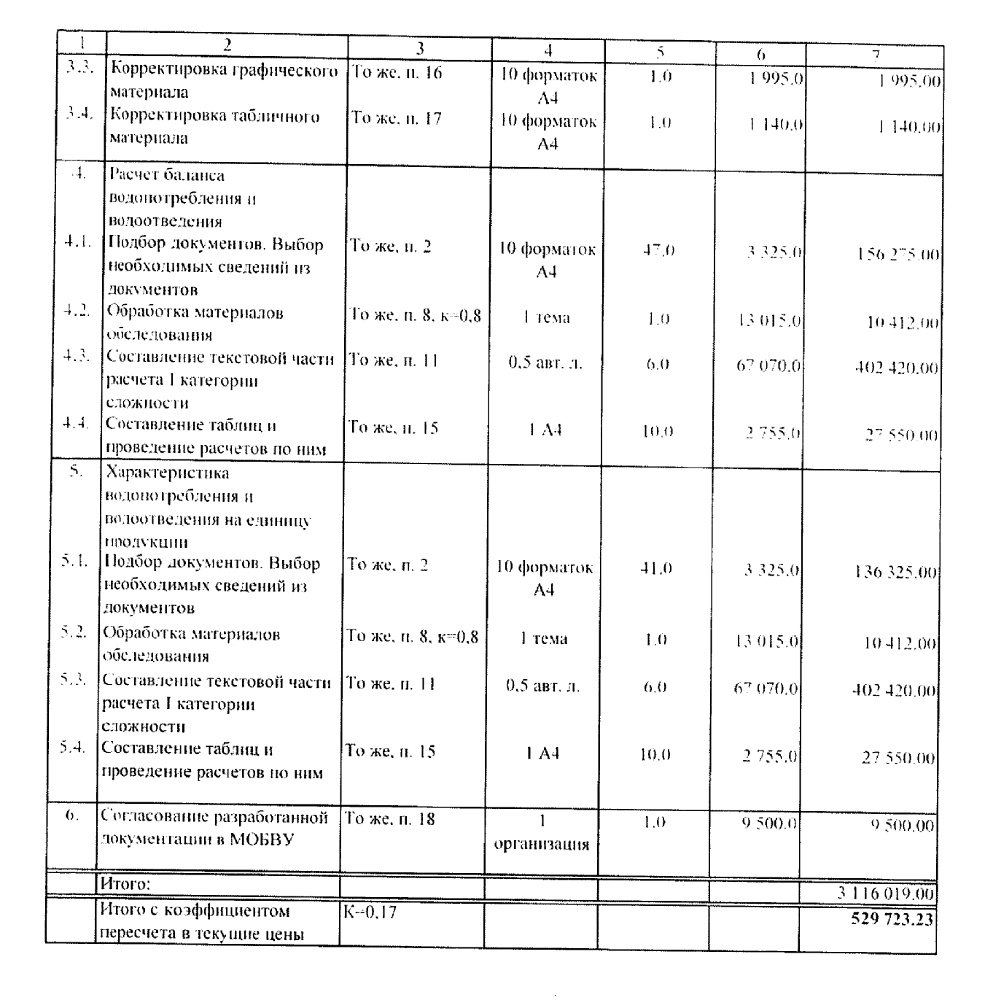 1 2 3 4 5 6 7
3.3. Корректировка графического То же, п. 16 10 форматок 1.0 1 995.0 1 995.00
материала А4
3.4. Корректировка табличного То же, п. 17 10 форматок 1.0 1 140.0 1 140.00
материала А4
4. Расчет баланса
водопотребления и
водоотведения
4.1. Подбор документов. Выбор То же, п. 2 10 форматок 47.0 3 325.0 156 275.00
необходимых сведений из А4
документов
4.2. Обработка материалов То же, п. 8, к=0,8 1 тема 1.0 13 015.0 10 412.00
обследования
4.3. Составление текстовой части То же, п. 11 0,5 авт. л. 6.0 67 070.0 402 420.00
расчета I категории
сложности
4.4. Составление таблиц и То же, п. 15 1 А4 10.0 2 755.0 27 550.00
проведение расчетов по ним
5. Характеристика
водопотребления и
водоотведения на единицу
продукции
5.1. Подбор документов. Выбор То же, п. 2 10 форматок 41.0 3 325.0 136 325.00
необходимых сведений из А4
документов
5.2. Обработка материалов То же, п. 8, к=0,8 1 тема 1.0 13 015.0 10 412.00
обследования
5.3. Составление текстовой части То же, п. 11 0,5 авт. л. 6.0 67 070.0 402 420.00
расчета I категории
сложности
5.4. Составление таблиц и То же, п. 15 1 А4 10.0 2 755.0 27 550.00
проведение расчетов по ним
6. Согласование разработанной То же, п. 18 1 1.0 9 500.0 9 500.00
документации в МОБВУ организация
Итого: 3 116 019.00
Итого с коэффициентом К=0,17 529 723.23
пересчета в текущие цены